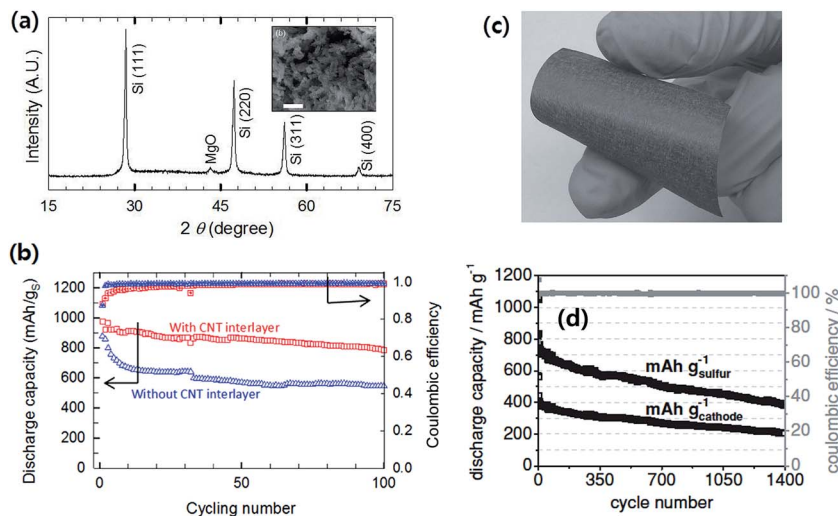 (a)
Intensity (A.U.)
Si (111)
MgO
Si (220)
Si (311)
Si (400)
(b)
15 30 45 60 75
2 θ (degree)
(c)
(b)
Discharge capacity (mAh/gS)
1200
1000
800
600
400
200
0
With CNT interlayer
Without CNT interlayer
1.0
0.8
0.6
0.4
0.2
0.0
Coulombic efficiency
0 50 100
Cycling number
(d)
discharge capacity / mAh g-1
1200
1000
800
600
400
200
0
mAh g-1 sulfur
mAh g-1 cathode
100
80
60
40
20
0
coulombic efficiency / %
0 350 700 1050 1400
cycle number